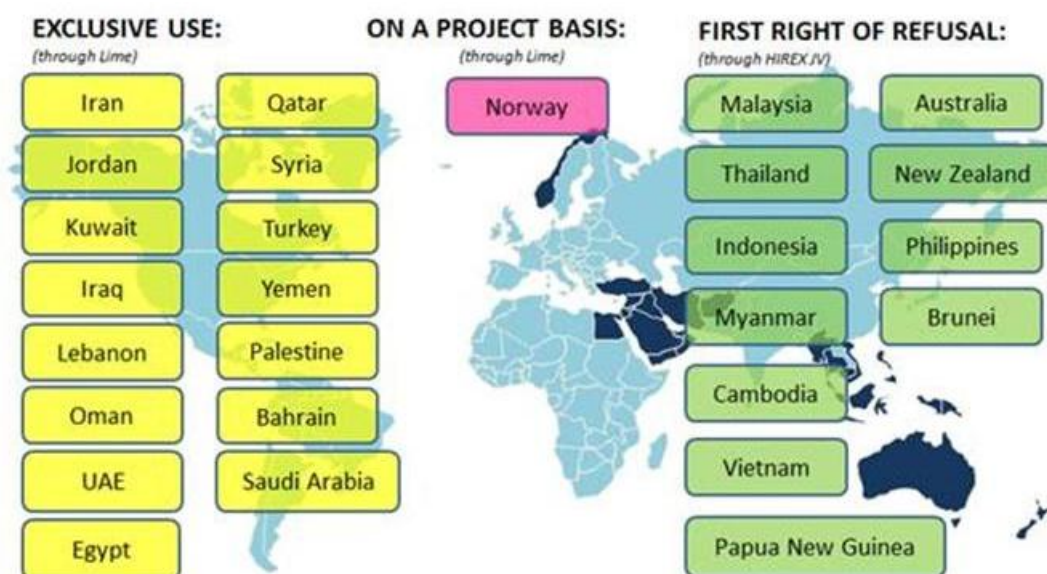 EXCLUSIVE USE:
(through Lime)
Iran
Qatar
Jordan
Syria
Kuwait
Turkey
Iraq
Yemen
Lebanon
Palestine
Oman
Bahrain
UAE
Saudi Arabia
Egypt
ON A PROJECT BASIS:
(through Lime)
Norway
FIRST RIGHT OF REFUSAL:
(through HIREX JV)
Malaysia
Australia
Thailand
New Zealand
Indonesia
Philippines
Myanmar
Brunei
Cambodia
Vietnam
Papua New Guinea